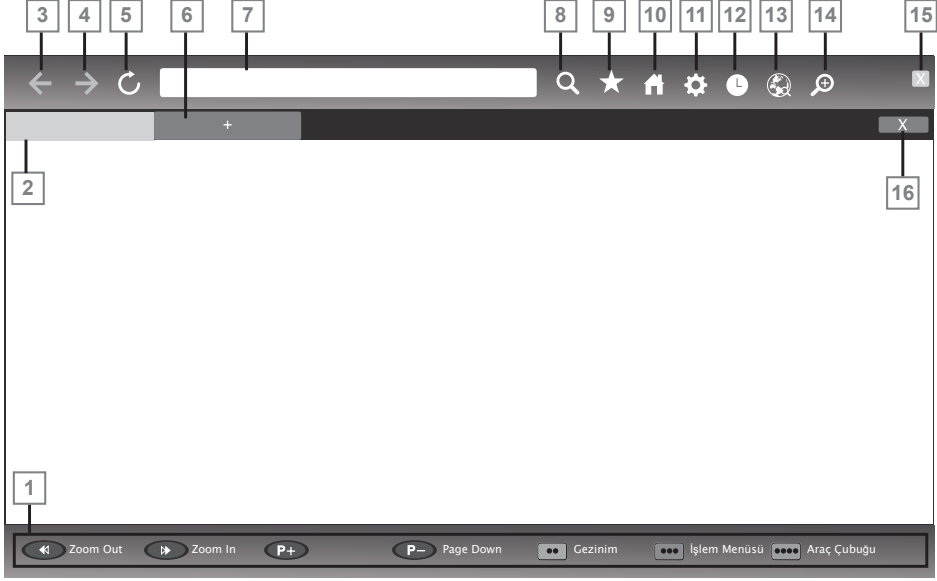 3 4 5 6 7 8 9 10 11 12 13 14 15
X
+ X
2 16
1
Zoom Out Zoom In P+ P− Page Down Gezinim İşlem Menüsü Araç Çubuğu